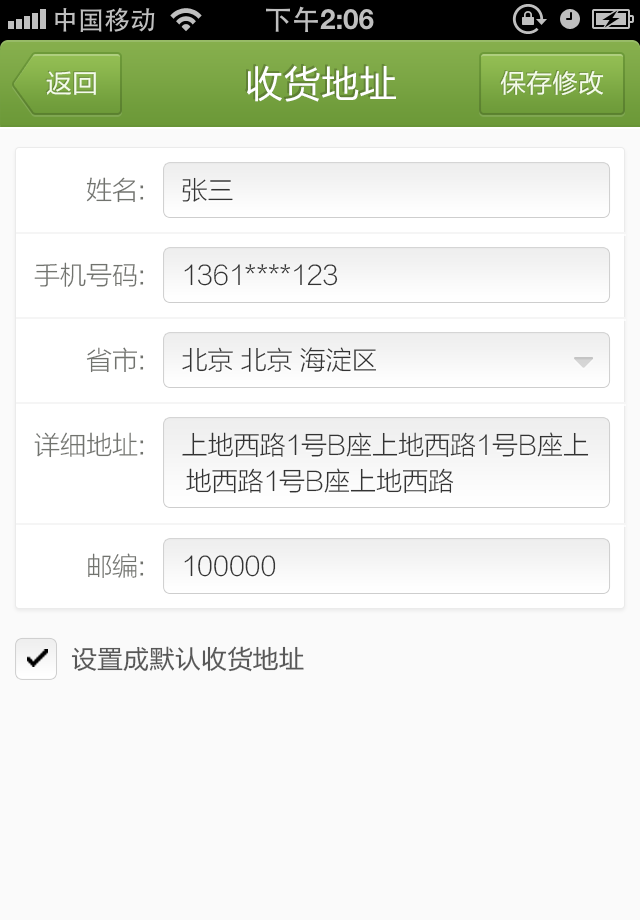 中国移动 下午2:06
返回 收货地址 保存修改
姓名: 张三
手机号码: 1361****123
省市: 北京 北京 海淀区
详细地址: 上地西路1号B座上地西路1号B座上
地西路1号B座上地西路
邮编: 100000
设置成默认收货地址